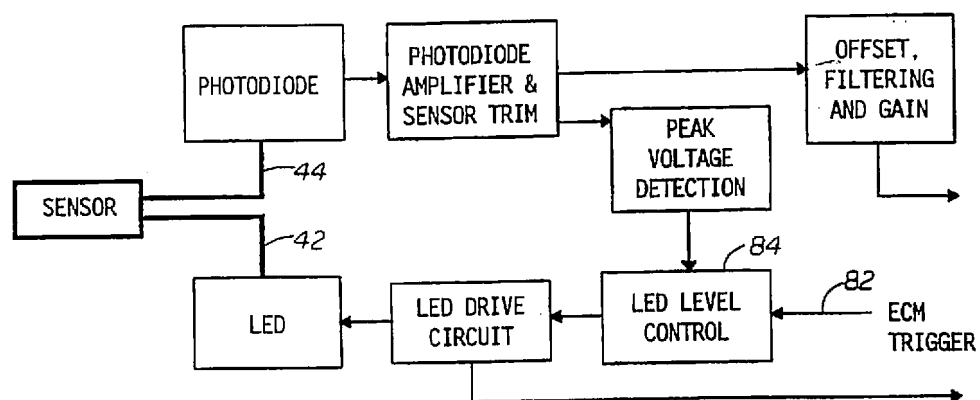 PHOTODIODE
PHOTODIODE
AMPLIFIER &
SENSOR TRIM
OFFSET,
FILTERING
AND GAIN
PEAK
VOLTAGE
DETECTION
44
SENSOR
42
84
82
LED
LED DRIVE
CIRCUIT
LED LEVEL
CONTROL
ECM
TRIGGER